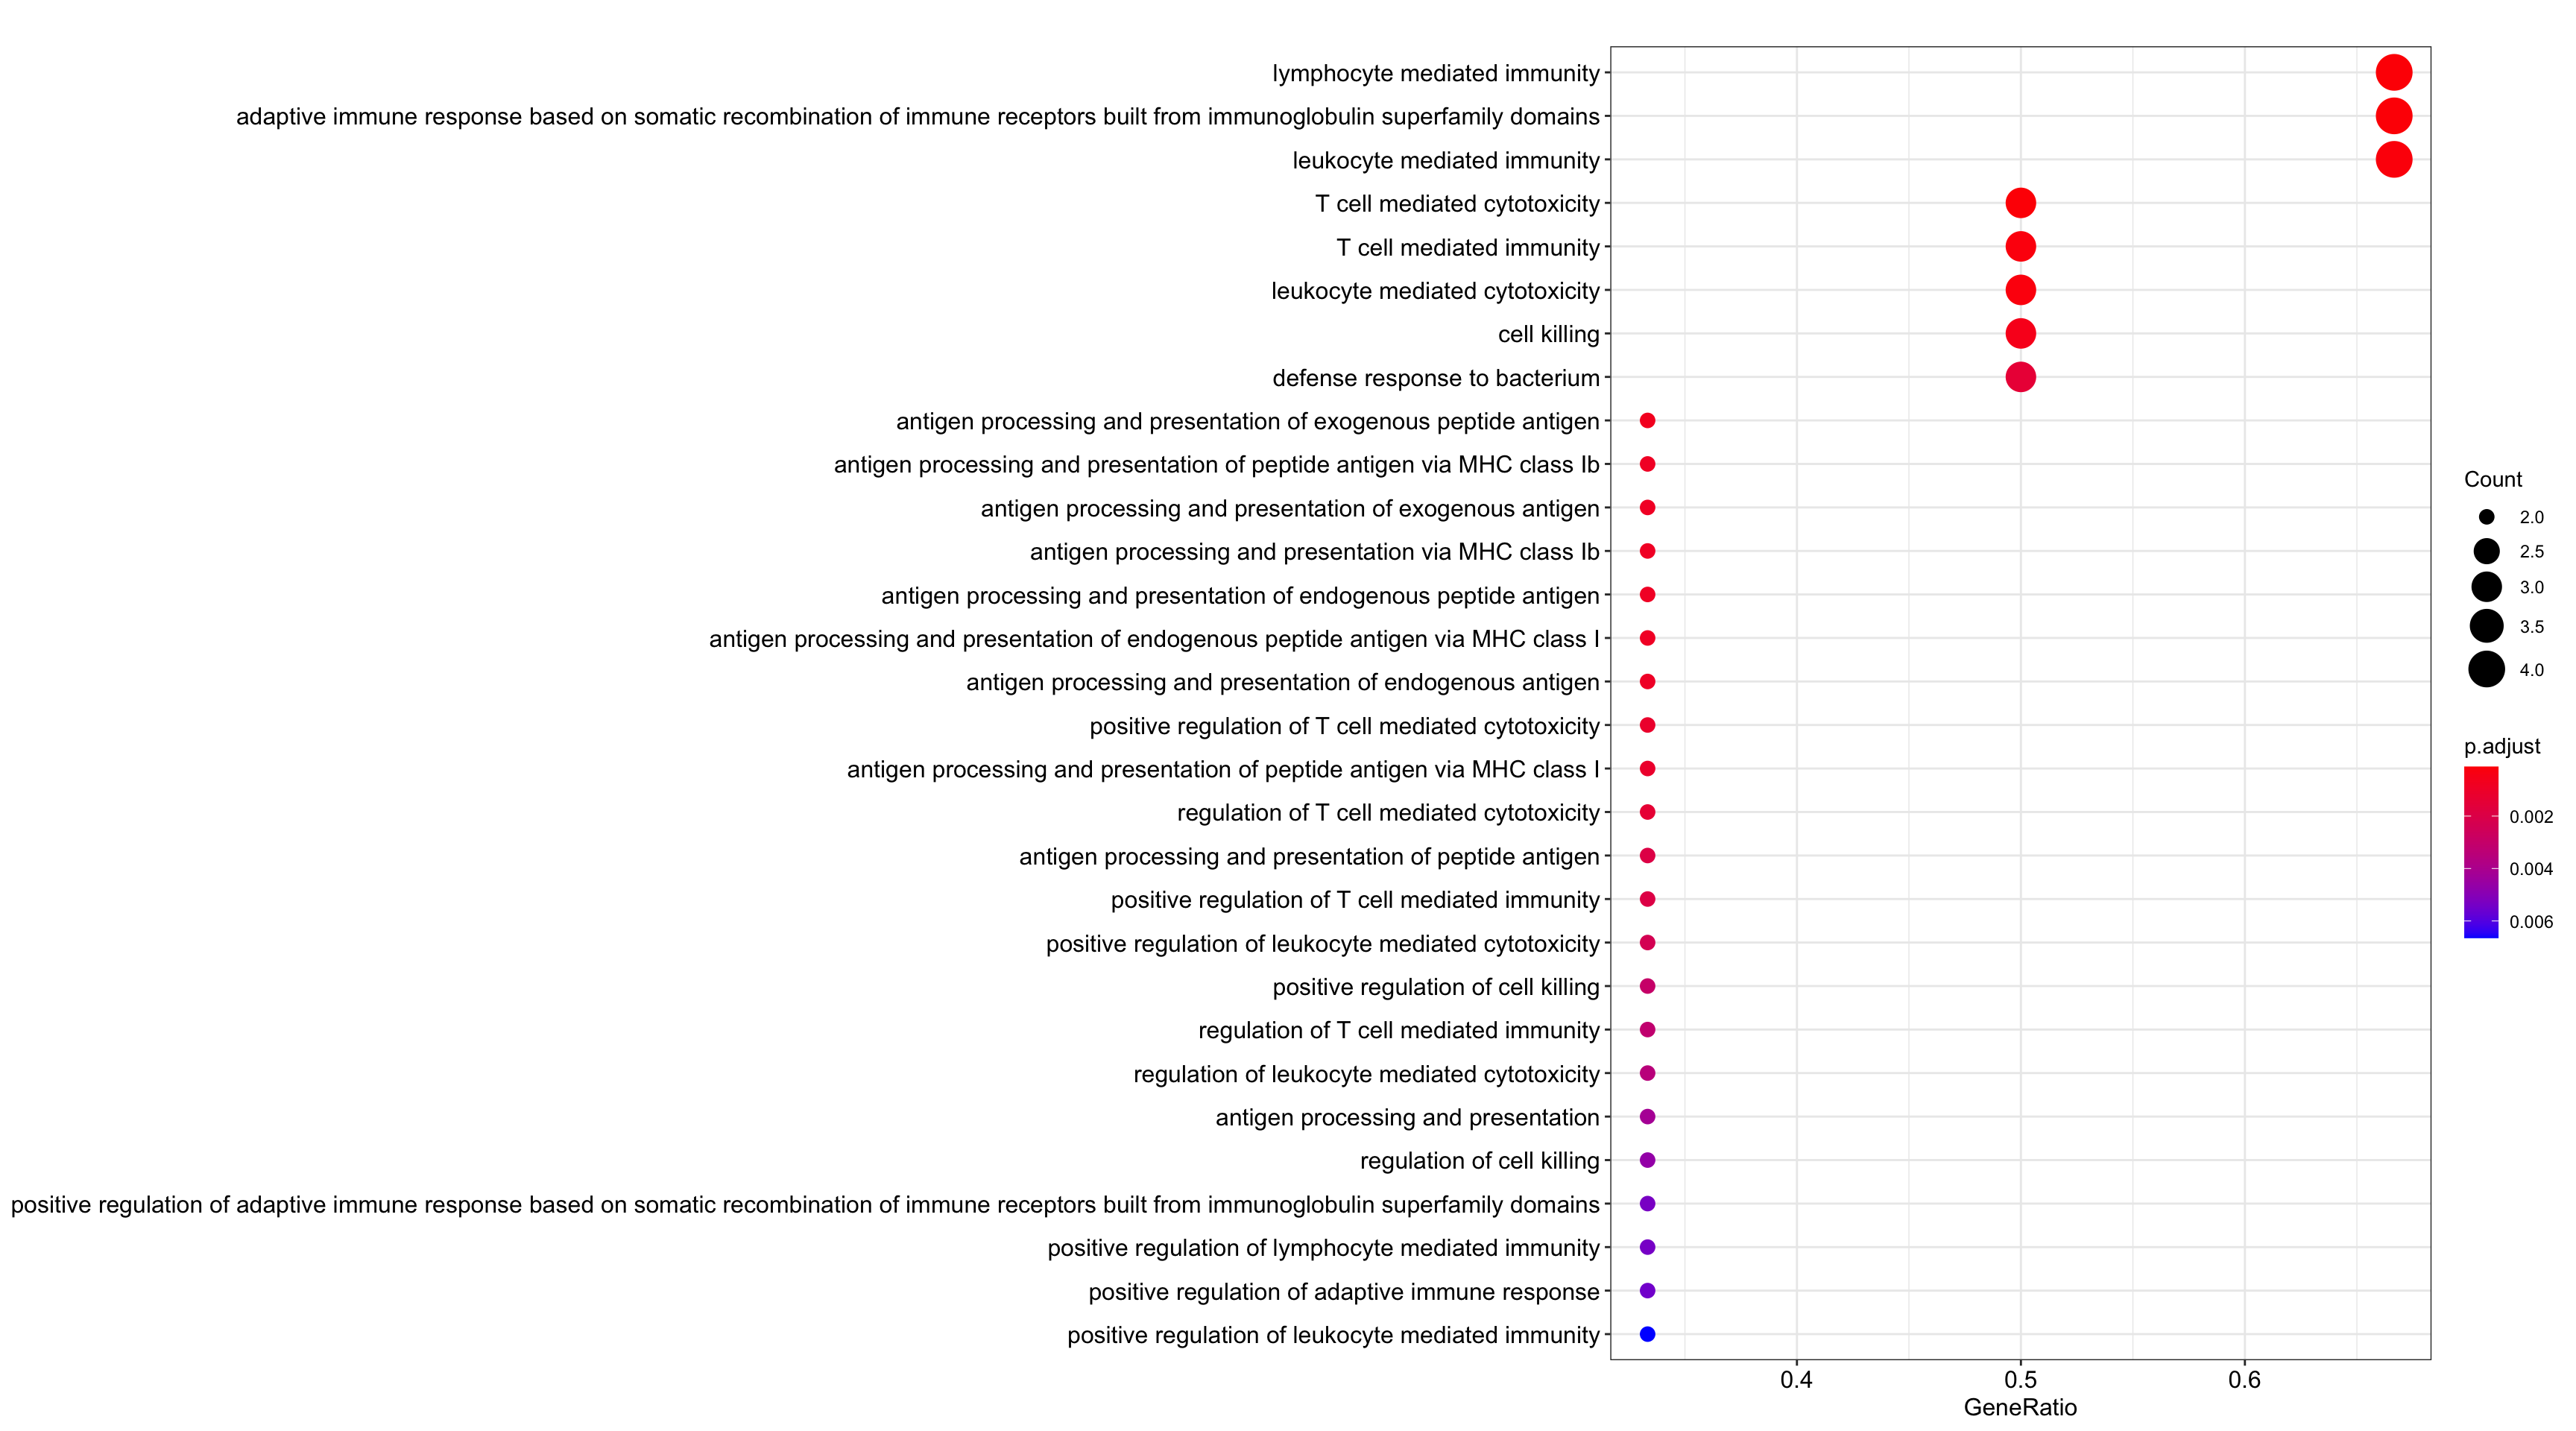 lymphocyte mediated immunity
adaptive immune response based on somatic recombination of immune receptors built from immunoglobulin superfamily domains
leukocyte mediated immunity
T cell mediated cytotoxicity
T cell mediated immunity
leukocyte mediated cytotoxicity
cell killing
defense response to bacterium
antigen processing and presentation of exogenous peptide antigen
antigen processing and presentation of peptide antigen via MHC class Ib
antigen processing and presentation of exogenous antigen
antigen processing and presentation via MHC class Ib
antigen processing and presentation of endogenous peptide antigen
antigen processing and presentation of endogenous peptide antigen via MHC class I
antigen processing and presentation of endogenous antigen
positive regulation of T cell mediated cytotoxicity
antigen processing and presentation of peptide antigen via MHC class I
regulation of T cell mediated cytotoxicity
antigen processing and presentation of peptide antigen
positive regulation of T cell mediated immunity
positive regulation of leukocyte mediated cytotoxicity
positive regulation of cell killing
regulation of T cell mediated immunity
regulation of leukocyte mediated cytotoxicity
antigen processing and presentation
regulation of cell killing
positive regulation of adaptive immune response based on somatic recombination of immune receptors built from immunoglobulin superfamily domains
positive regulation of lymphocyte mediated immunity
positive regulation of adaptive immune response
positive regulation of leukocyte mediated immunity
0.4 0.5 0.6
GeneRatio
Count
2.0
2.5
3.0
3.5
4.0
p.adjust
0.002
0.004
0.006